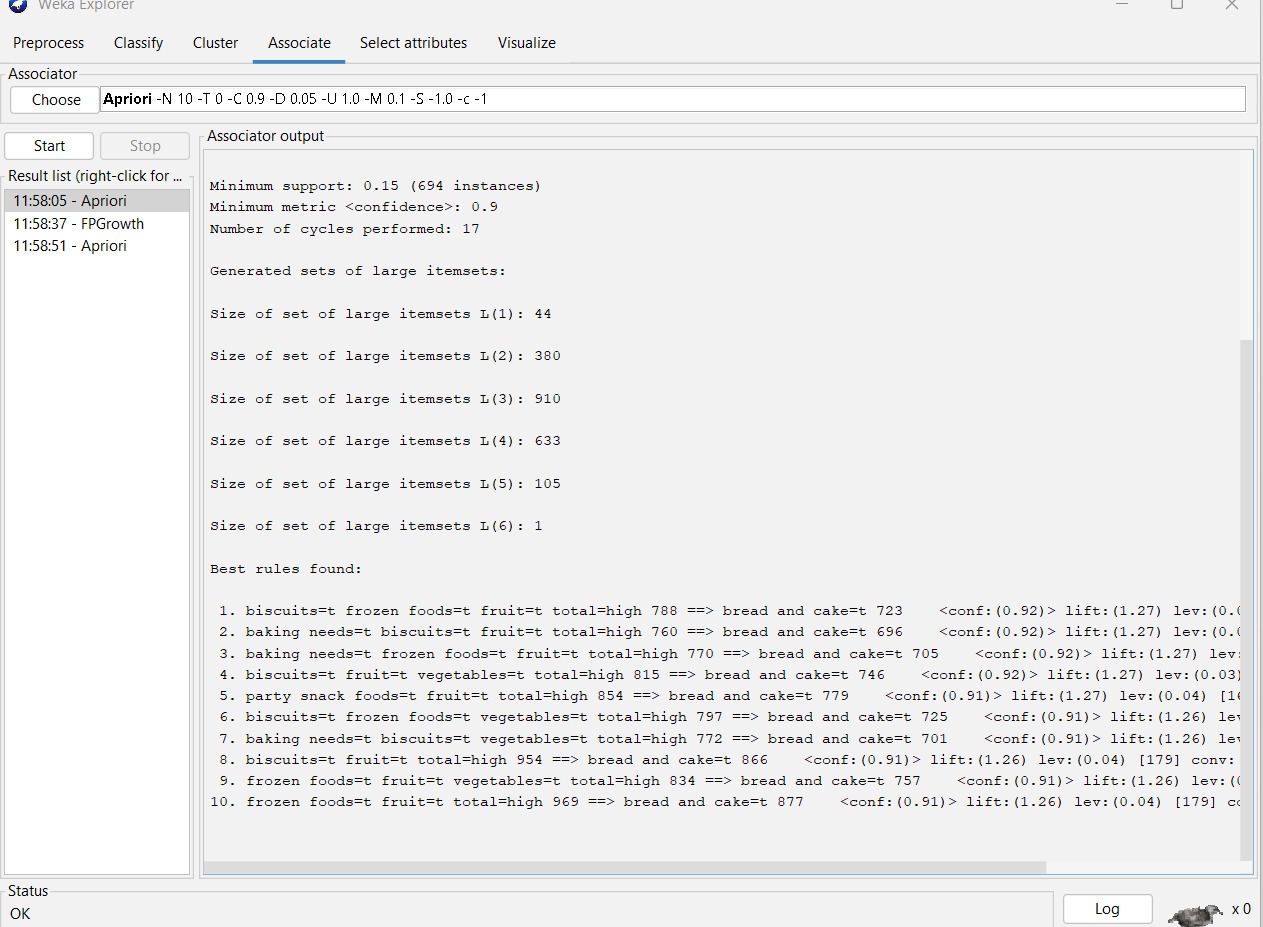 Weka Explorer
Preprocess Classify Cluster Associate Select attributes Visualize
Associator
Choose Apriori -N 10 -T 0 -C 0.9 -D 0.05 -U 1.0 -M 0.1 -S -1.0 -c -1
Start Stop
Result list (right-click for ...
11:58:05 - Apriori
11:58:37 - FPGrowth
11:58:51 - Apriori
Associator output
Minimum support: 0.15 (694 instances)
Minimum metric <confidence>: 0.9
Number of cycles performed: 17
Generated sets of large itemsets:
Size of set of large itemsets L(1): 44
Size of set of large itemsets L(2): 380
Size of set of large itemsets L(3): 910
Size of set of large itemsets L(4): 633
Size of set of large itemsets L(5): 105
Size of set of large itemsets L(6): 1
Best rules found:
1. biscuits=t frozen foods=t fruit=t total=high 788 ==> bread and cake=t 723 <conf:(0.92)> lift:(1.27) lev:(0.0
2. baking needs=t biscuits=t fruit=t total=high 760 ==> bread and cake=t 696 <conf:(0.92)> lift:(1.27) lev:(0.0
3. baking needs=t frozen foods=t fruit=t total=high 770 ==> bread and cake=t 705 <conf:(0.92)> lift:(1.27) lev:
4. biscuits=t fruit=t vegetables=t total=high 815 ==> bread and cake=t 746 <conf:(0.92)> lift:(1.27) lev:(0.03)
5. party snack foods=t fruit=t total=high 854 ==> bread and cake=t 779 <conf:(0.91)> lift:(1.27) lev:(0.04) [16
6. biscuits=t frozen foods=t vegetables=t total=high 797 ==> bread and cake=t 725 <conf:(0.91)> lift:(1.26) lev
7. baking needs=t biscuits=t vegetables=t total=high 772 ==> bread and cake=t 701 <conf:(0.91)> lift:(1.26) lev
8. biscuits=t fruit=t total=high 954 ==> bread and cake=t 866 <conf:(0.91)> lift:(1.26) lev:(0.04) [179] conv:
9. frozen foods=t fruit=t vegetables=t total=high 834 ==> bread and cake=t 757 <conf:(0.91)> lift:(1.26) lev:(0
10. frozen foods=t fruit=t total=high 969 ==> bread and cake=t 877 <conf:(0.91)> lift:(1.26) lev:(0.04) [179] co
Status
OK
Log
x 0